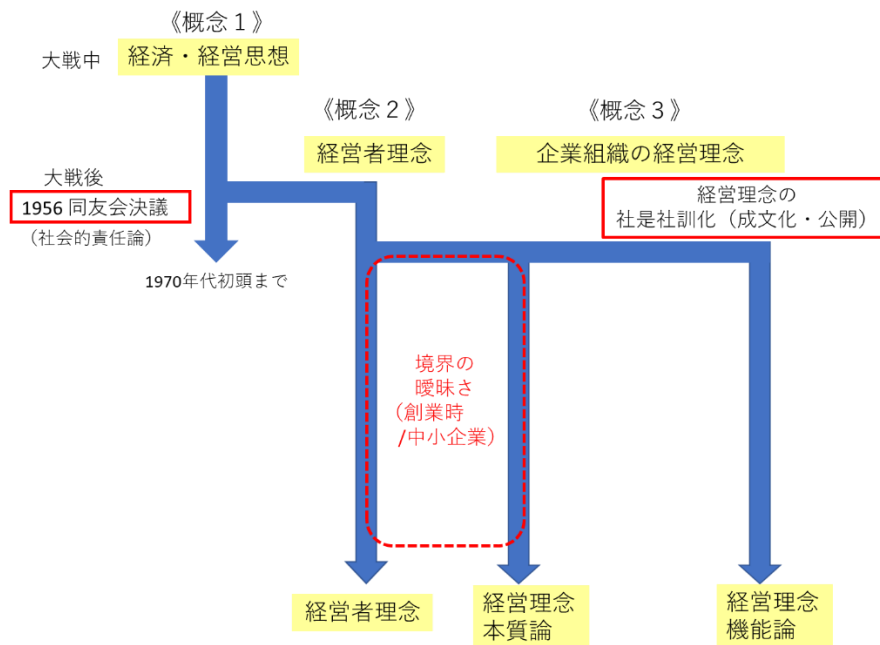 《概念１》
大戦中
経済・経営思想
《概念２》
《概念３》
経営者理念
企業組織の経営理念
大戦後
1956 同友会決議
（社会的責任論）
経営理念の
社是社訓化（成文化・公開）
1970年代初頭まで
境界の
曖昧さ
（創業時
/中小企業）
経営者理念
経営理念
本質論
経営理念
機能論